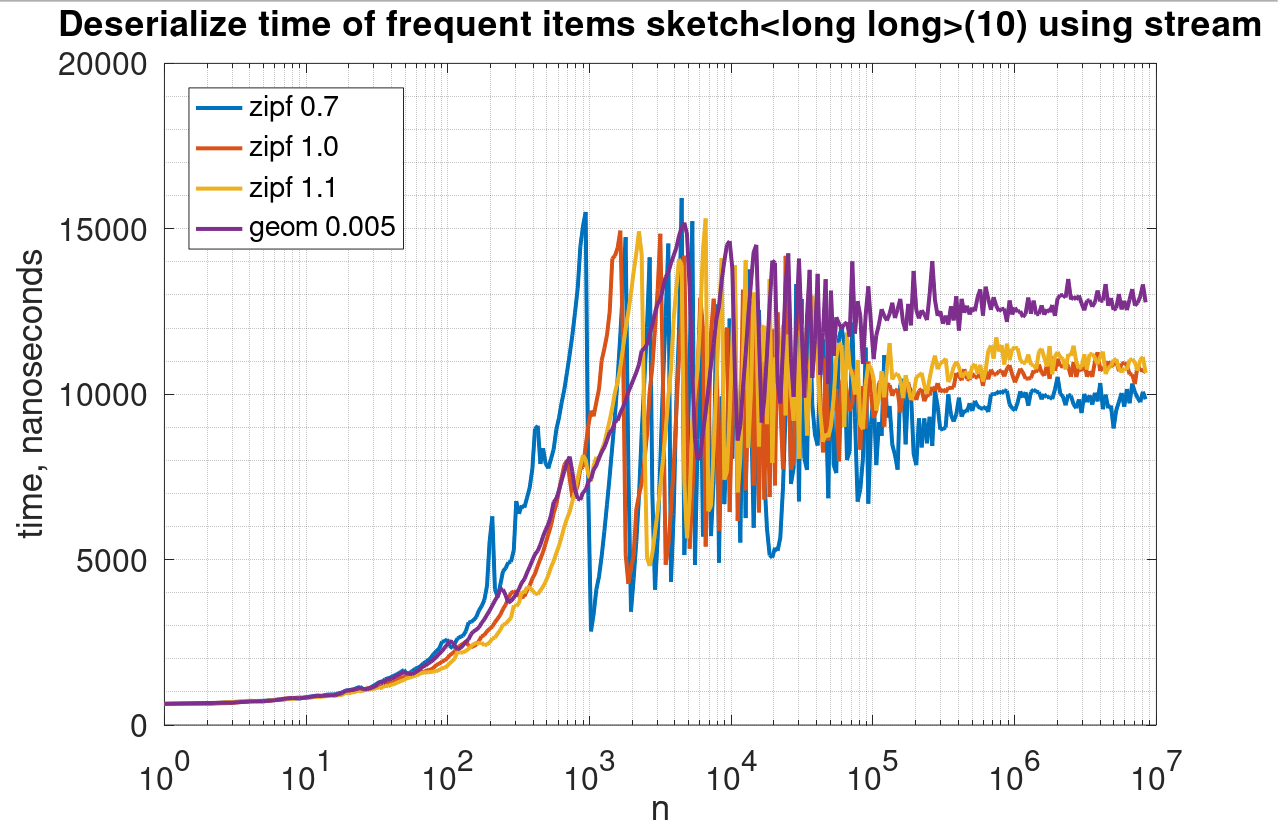 Deserialize time of frequent items sketch<long long>(10) using stream
20000
15000
10000
5000
0
time, nanoseconds
zipf 0.7
zipf 1.0
zipf 1.1
geom 0.005
10^0 10^1 10^2 10^3 10^4 10^5 10^6 10^7
n